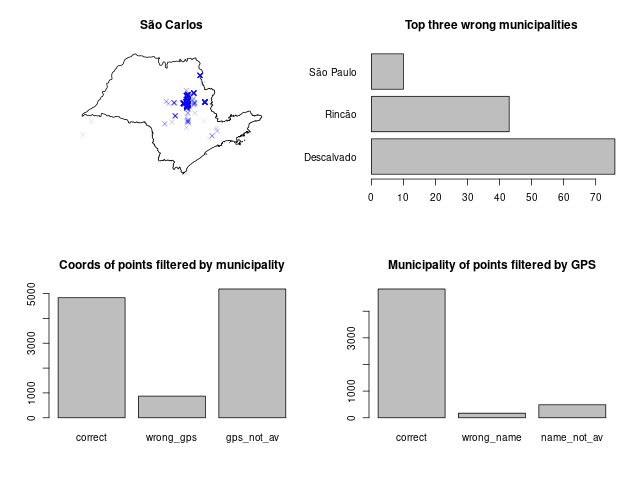 São Carlos
Top three wrong municipalities
São Paulo
Rincão
Descalvado
0 10 20 30 40 50 60 70
Coords of points filtered by municipality
5000
3000
1000
0
correct wrong_gps gps_not_av
Municipality of points filtered by GPS
3000
1000
0
correct wrong_name name_not_av